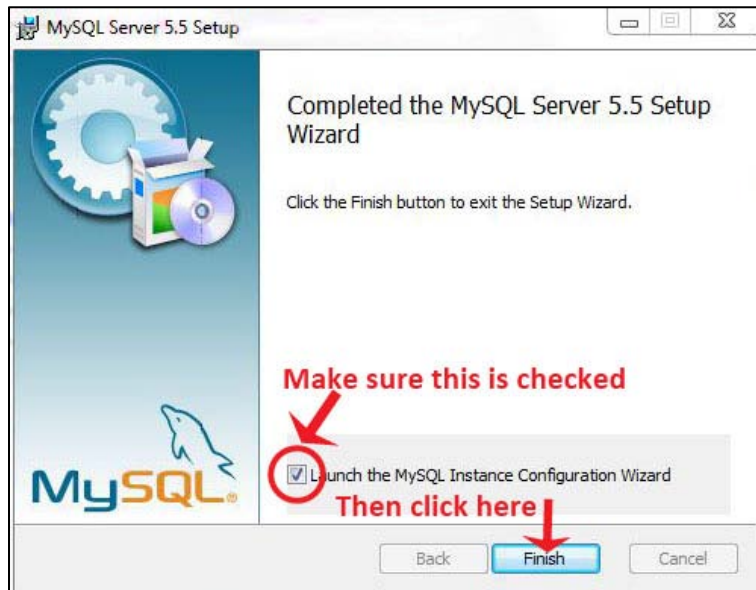 MySQL Server 5.5 Setup
Completed the MySQL Server 5.5 Setup
Wizard
Click the Finish button to exit the Setup Wizard.
Make sure this is checked
Launch the MySQL Instance Configuration Wizard
MySQL®
Then click here
Back
Finish
Cancel